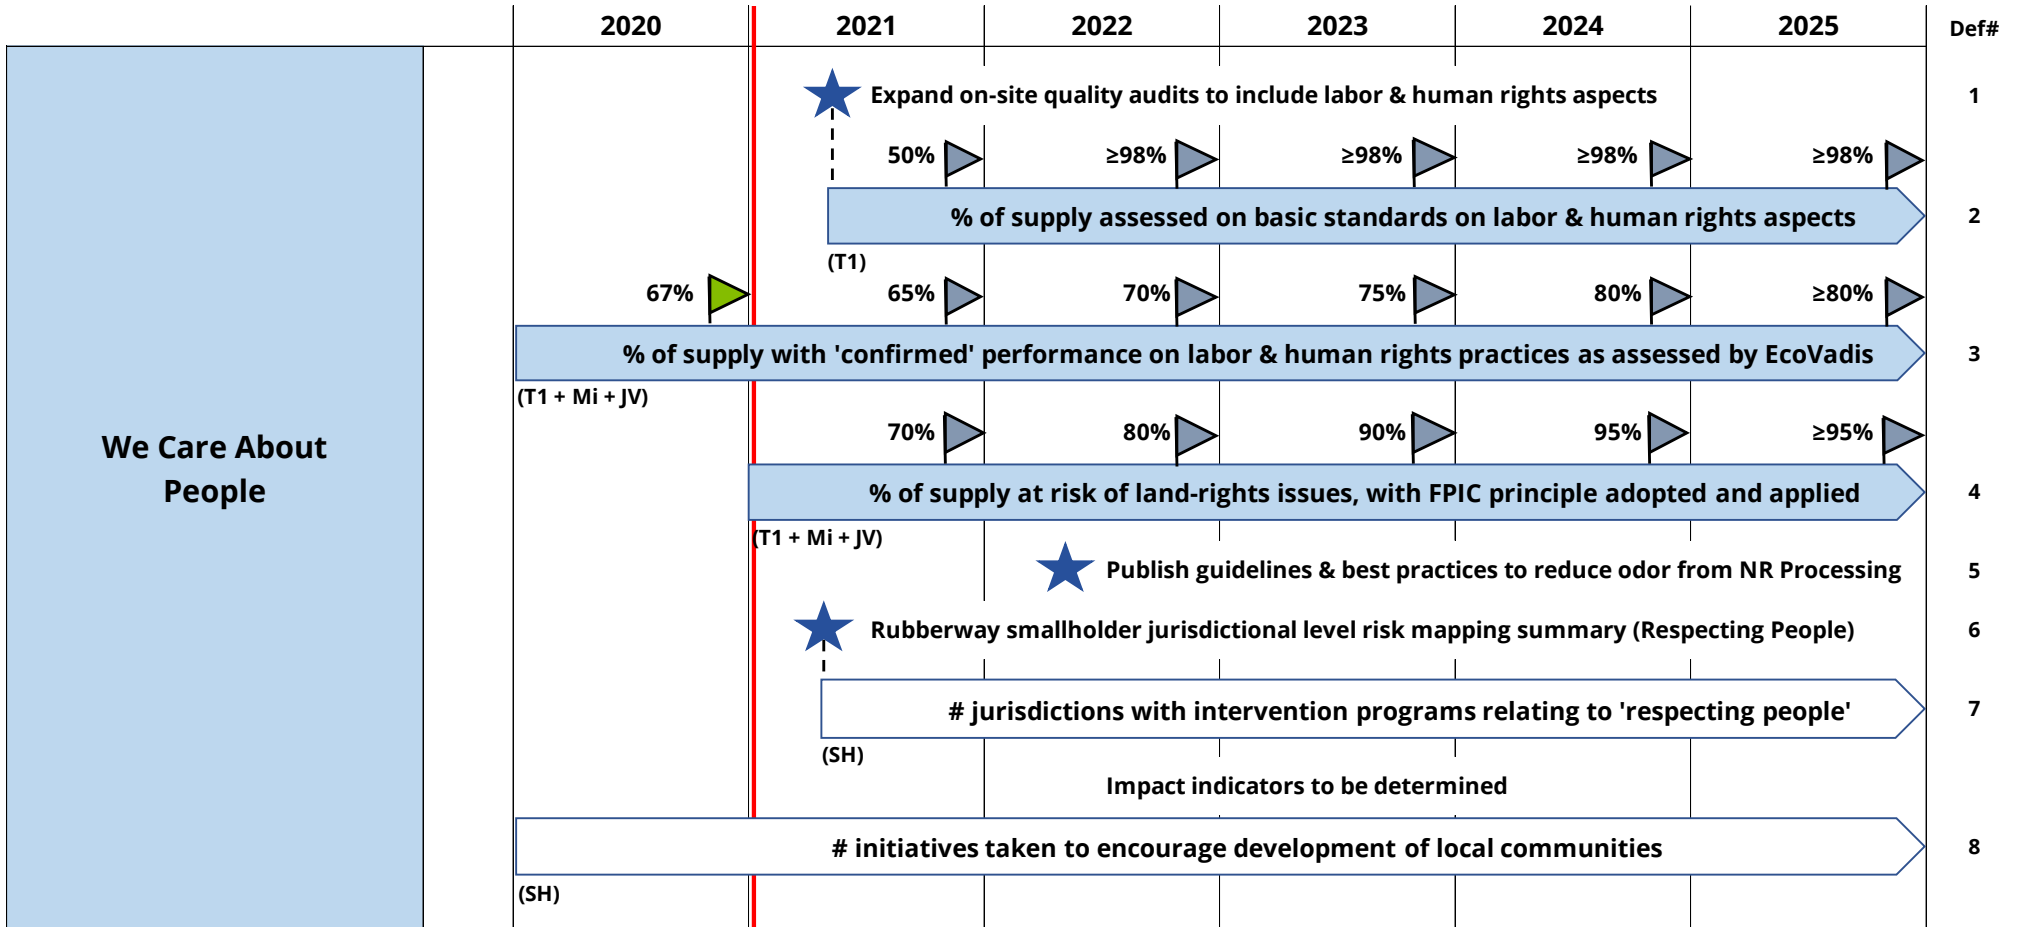 2020 2021 2022 2023 2024 2025 Def#
Expand on-site quality audits to include labor & human rights aspects 1
50% ≥98% ≥98% ≥98% ≥98%
% of supply assessed on basic standards on labor & human rights aspects 2
(T1)
67% 65% 70% 75% 80% ≥80%
% of supply with 'confirmed' performance on labor & human rights practices as assessed by EcoVadis 3
(T1 + Mi + JV)
70% 80% 90% 95% ≥95%
We Care About
People
% of supply at risk of land-rights issues, with FPIC principle adopted and applied 4
(T1 + Mi + JV)
Publish guidelines & best practices to reduce odor from NR Processing 5
Rubberway smallholder jurisdictional level risk mapping summary (Respecting People) 6
# jurisdictions with intervention programs relating to 'respecting people' 7
(SH)
Impact indicators to be determined
# initiatives taken to encourage development of local communities 8
(SH)